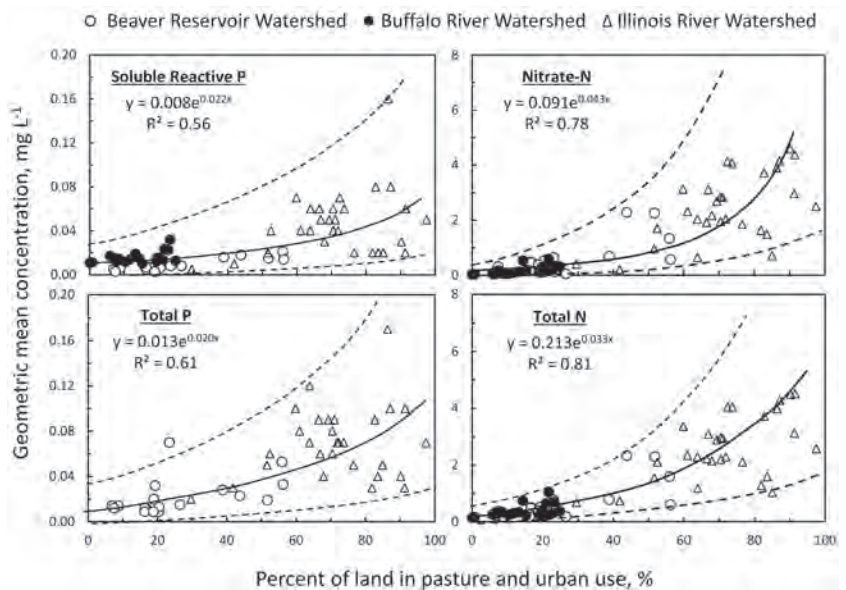 ○ Beaver Reservoir Watershed ● Buffalo River Watershed △ Illinois River Watershed
Geometric mean concentration, mg L⁻¹
0.20
0.16
0.12
0.08
0.04
0.00
Soluble Reactive P
y = 0.008e^0.022x
R² = 0.56
8
6
4
2
0
Nitrate-N
y = 0.091e^0.043x
R² = 0.78
0.20
0.16
0.12
0.08
0.04
0.00
Total P
y = 0.013e^0.020x
R² = 0.61
0 20 40 60 80 100
8
6
4
2
0
Total N
y = 0.213e^0.033x
R² = 0.81
0 20 40 60 80 100
Percent of land in pasture and urban use, %